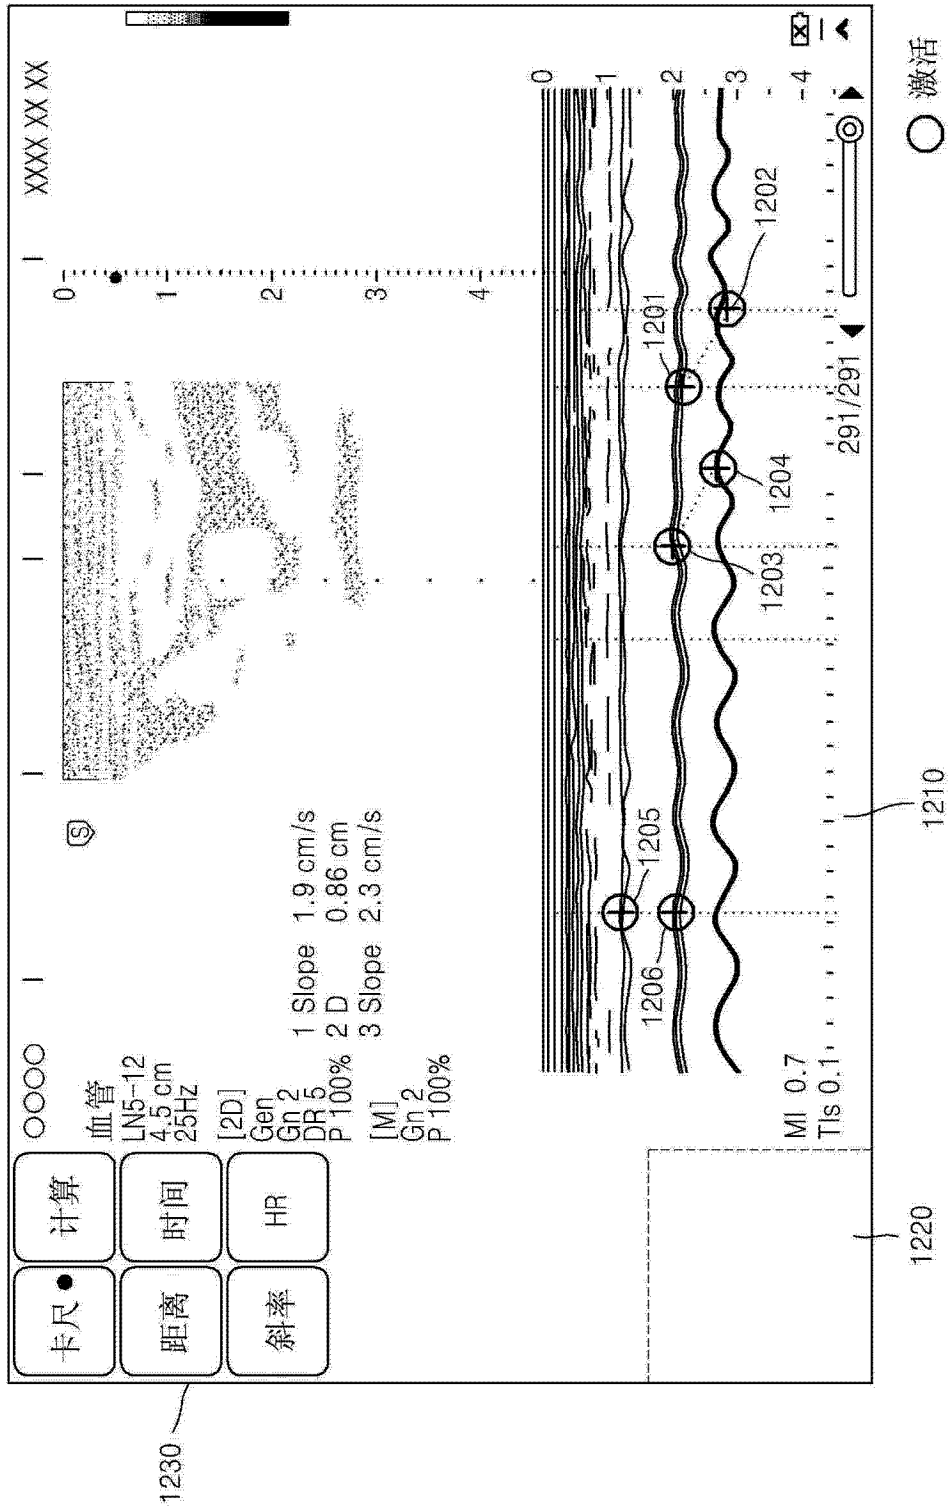 卡尺
计算
距离
时间
斜率
HR
○○○○
XXXX XX XX
血管
LN5-12
4.5 cm
25Hz
[2D]
Gen
Gn 2
DR 5
P 100%
[M]
Gn 2
P 100%
S
1 Slope 1.9 cm/s
2 D 0.86 cm
3 Slope 2.3 cm/s
0
1
2
3
4
0
1
2
3
4
1201
1202
1203
1204
1205
1206
291/291
MI 0.7
TIs 0.1
1210
1220
1230
激活